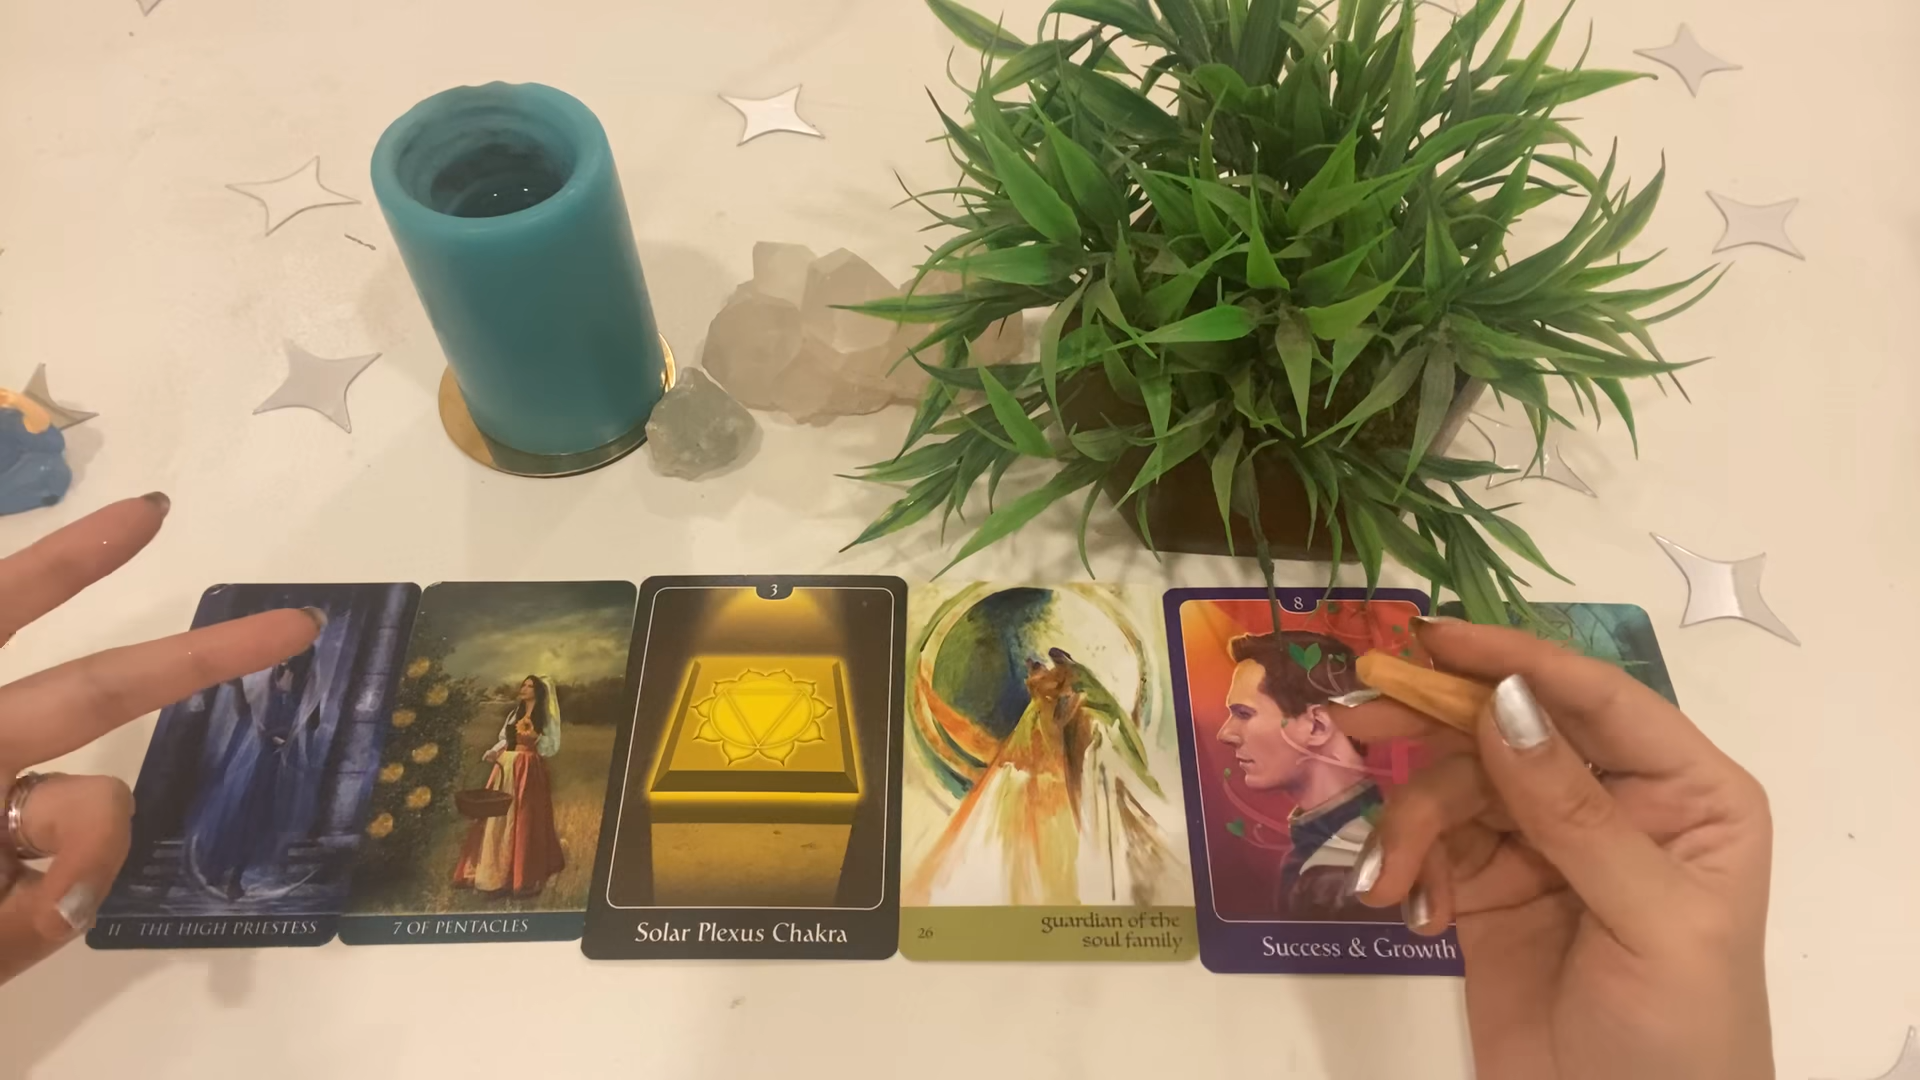 II THE HIGH PRIESTESS
7 OF PENTACLES
3
Solar Plexus Chakra
26
guardian of the
soul family
8
Success & Growth